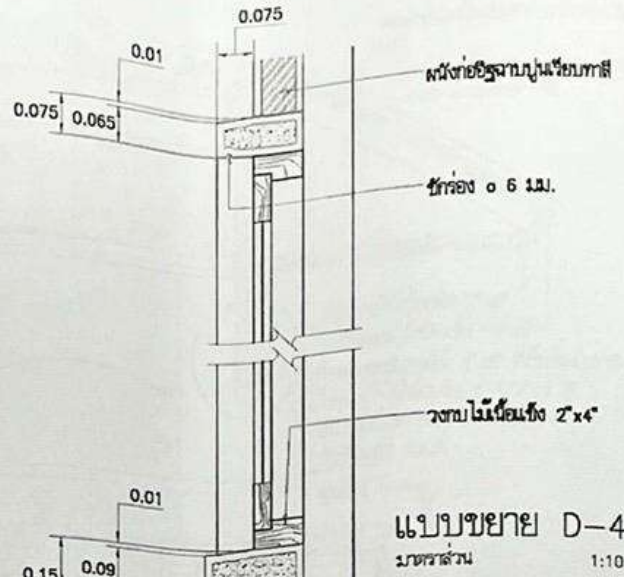 0.075
0.01
0.075
0.065
ผนังก่ออิฐฉาบปูนเรียบทาสี
ชักร่อง ๐ 6 มม.
วงกบไม้เนื้อแข็ง 2"x4"
0.01
0.15
0.09
แบบขยาย D-4
มาตราส่วน 1:10